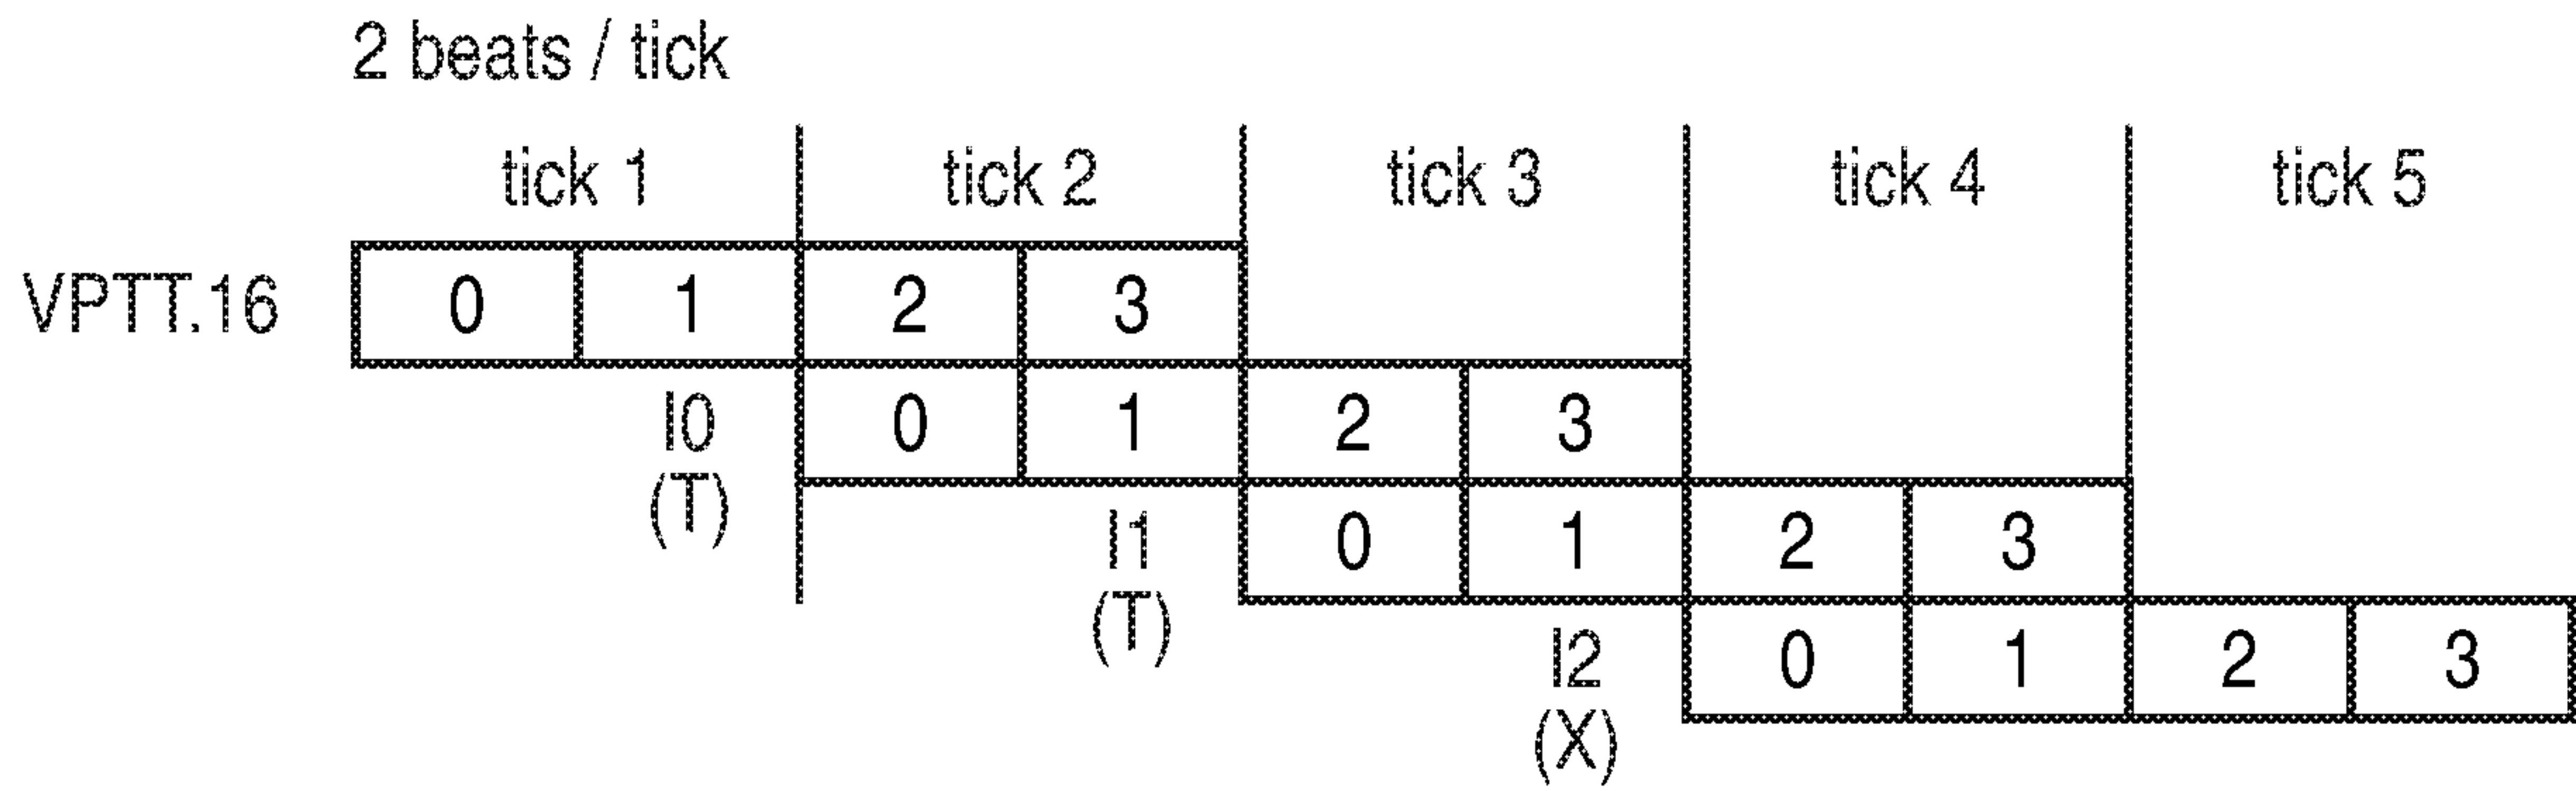 2 beats / tick
tick 1 tick 2 tick 3 tick 4 tick 5
VPTT.16 0 1 2 3
I0 0 1 2 3
(T)
I1 0 1 2 3
(T)
I2 0 1 2 3
(X)